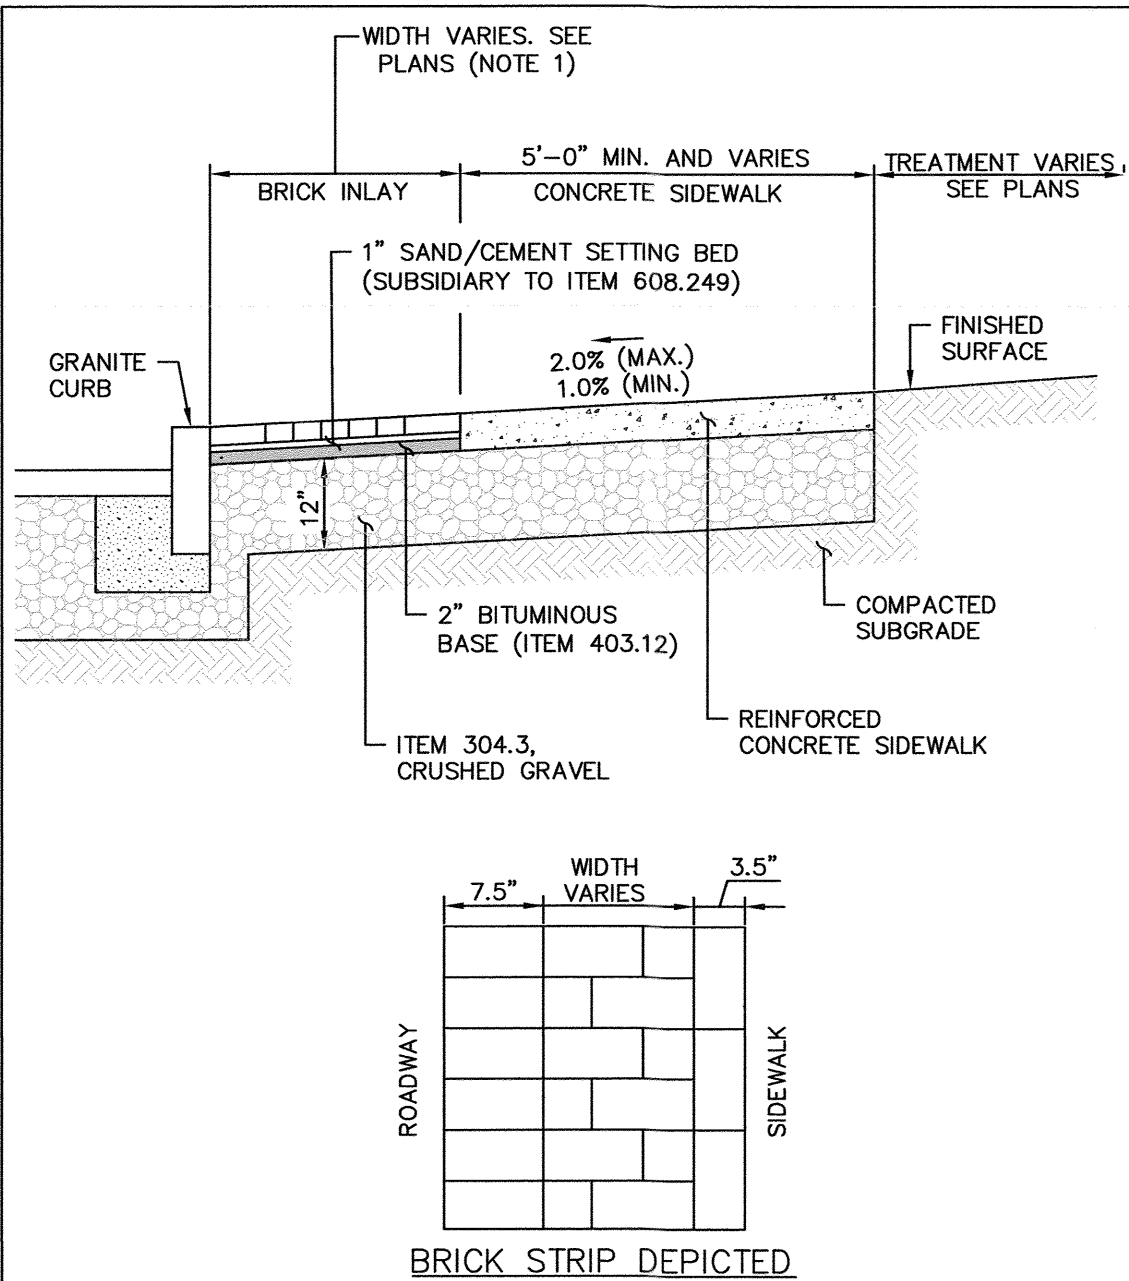 WIDTH VARIES. SEE
PLANS (NOTE 1)
5'-0" MIN. AND VARIES
CONCRETE SIDEWALK
TREATMENT VARIES,
SEE PLANS
BRICK INLAY
1" SAND/CEMENT SETTING BED
(SUBSIDIARY TO ITEM 608.249)
FINISHED
SURFACE
GRANITE
CURB
2.0% (MAX.)
1.0% (MIN.)
12"
2" BITUMINOUS
BASE (ITEM 403.12)
COMPACTED
SUBGRADE
REINFORCED
CONCRETE SIDEWALK
ITEM 304.3,
CRUSHED GRAVEL
7.5"
WIDTH
VARIES
3.5"
ROADWAY
SIDEWALK
BRICK STRIP DEPICTED